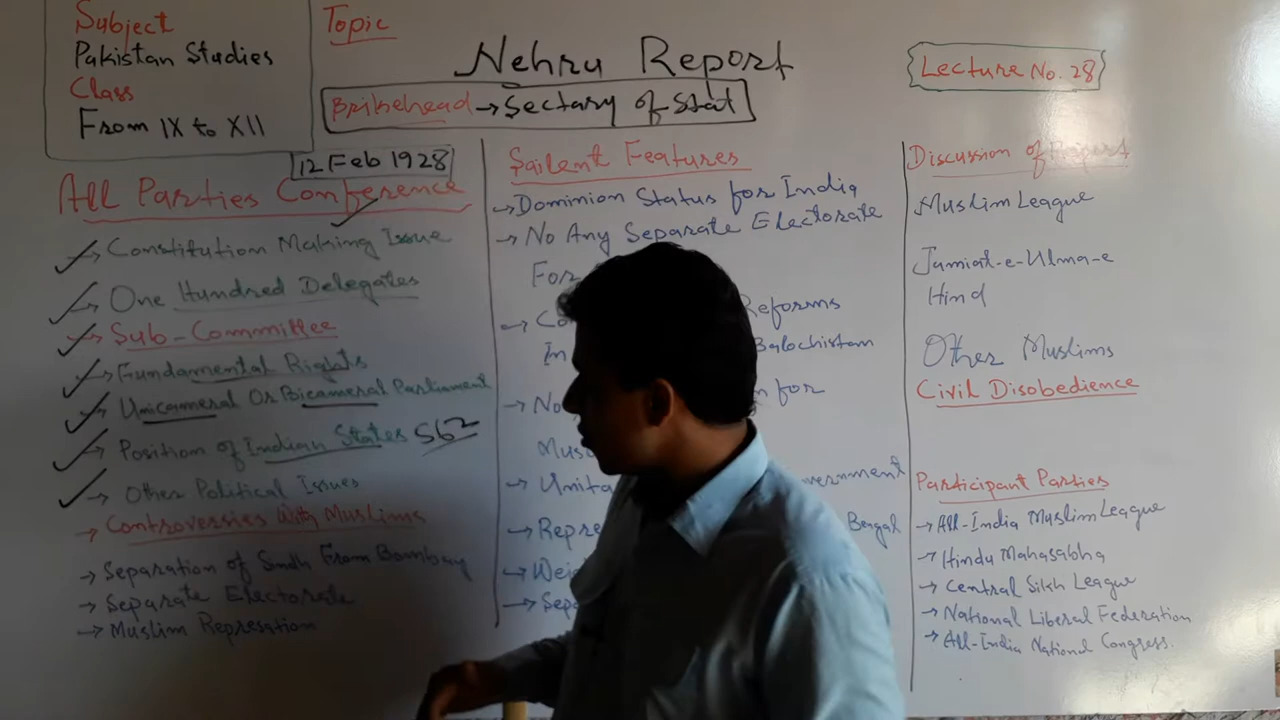 Subject
Pakistan Studies
Class
From IX to XII
Topic
Nehru Report
Brikehead → Sectary of Stat
Lecture No. 28
12 Feb 1928
All Parties Conference
→ Constitution Making Issue
→ One Hundred Delegates
→ Sub-Committee
→ Fundamental Rights
→ Unicameral Or Bicameral Parliament
→ Position of Indian States 562
→ Other Political Issues
→ Controversies with Muslims
→ Separation of Sindh From Bombay
→ Separate Electorate
→ Muslim Represation
Sailent Features
→ Dominion Status for India
→ No Any Separate Electorate
For
→ Reforms
In Balochistan
→ No for
→ Unita
→ Repre Bengal
→ Wei
→ Sep
Discussion of
Muslim League
Jamiat-e-Ulma-e
Hind
Other Muslims
Civil Disobedience
Participant Parties
→ All-India Muslim League
→ Hindu Mahasabha
→ Central Sikh League
→ National Liberal Federation
→ All-India National Congress.